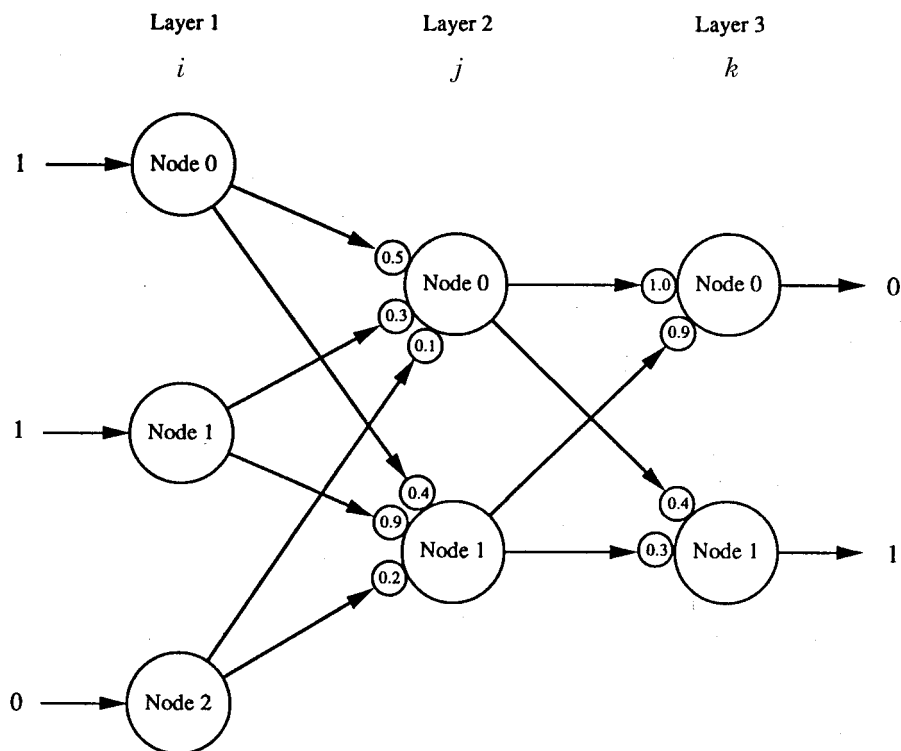 Layer 1 Layer 2 Layer 3
i j k
1 Node 0
0.5 Node 0 1.0 Node 0 0
0.3 0.9
0.1
1 Node 1
0.4 0.4
0.9 Node 1 0.3 Node 1 1
0.2
0 Node 2